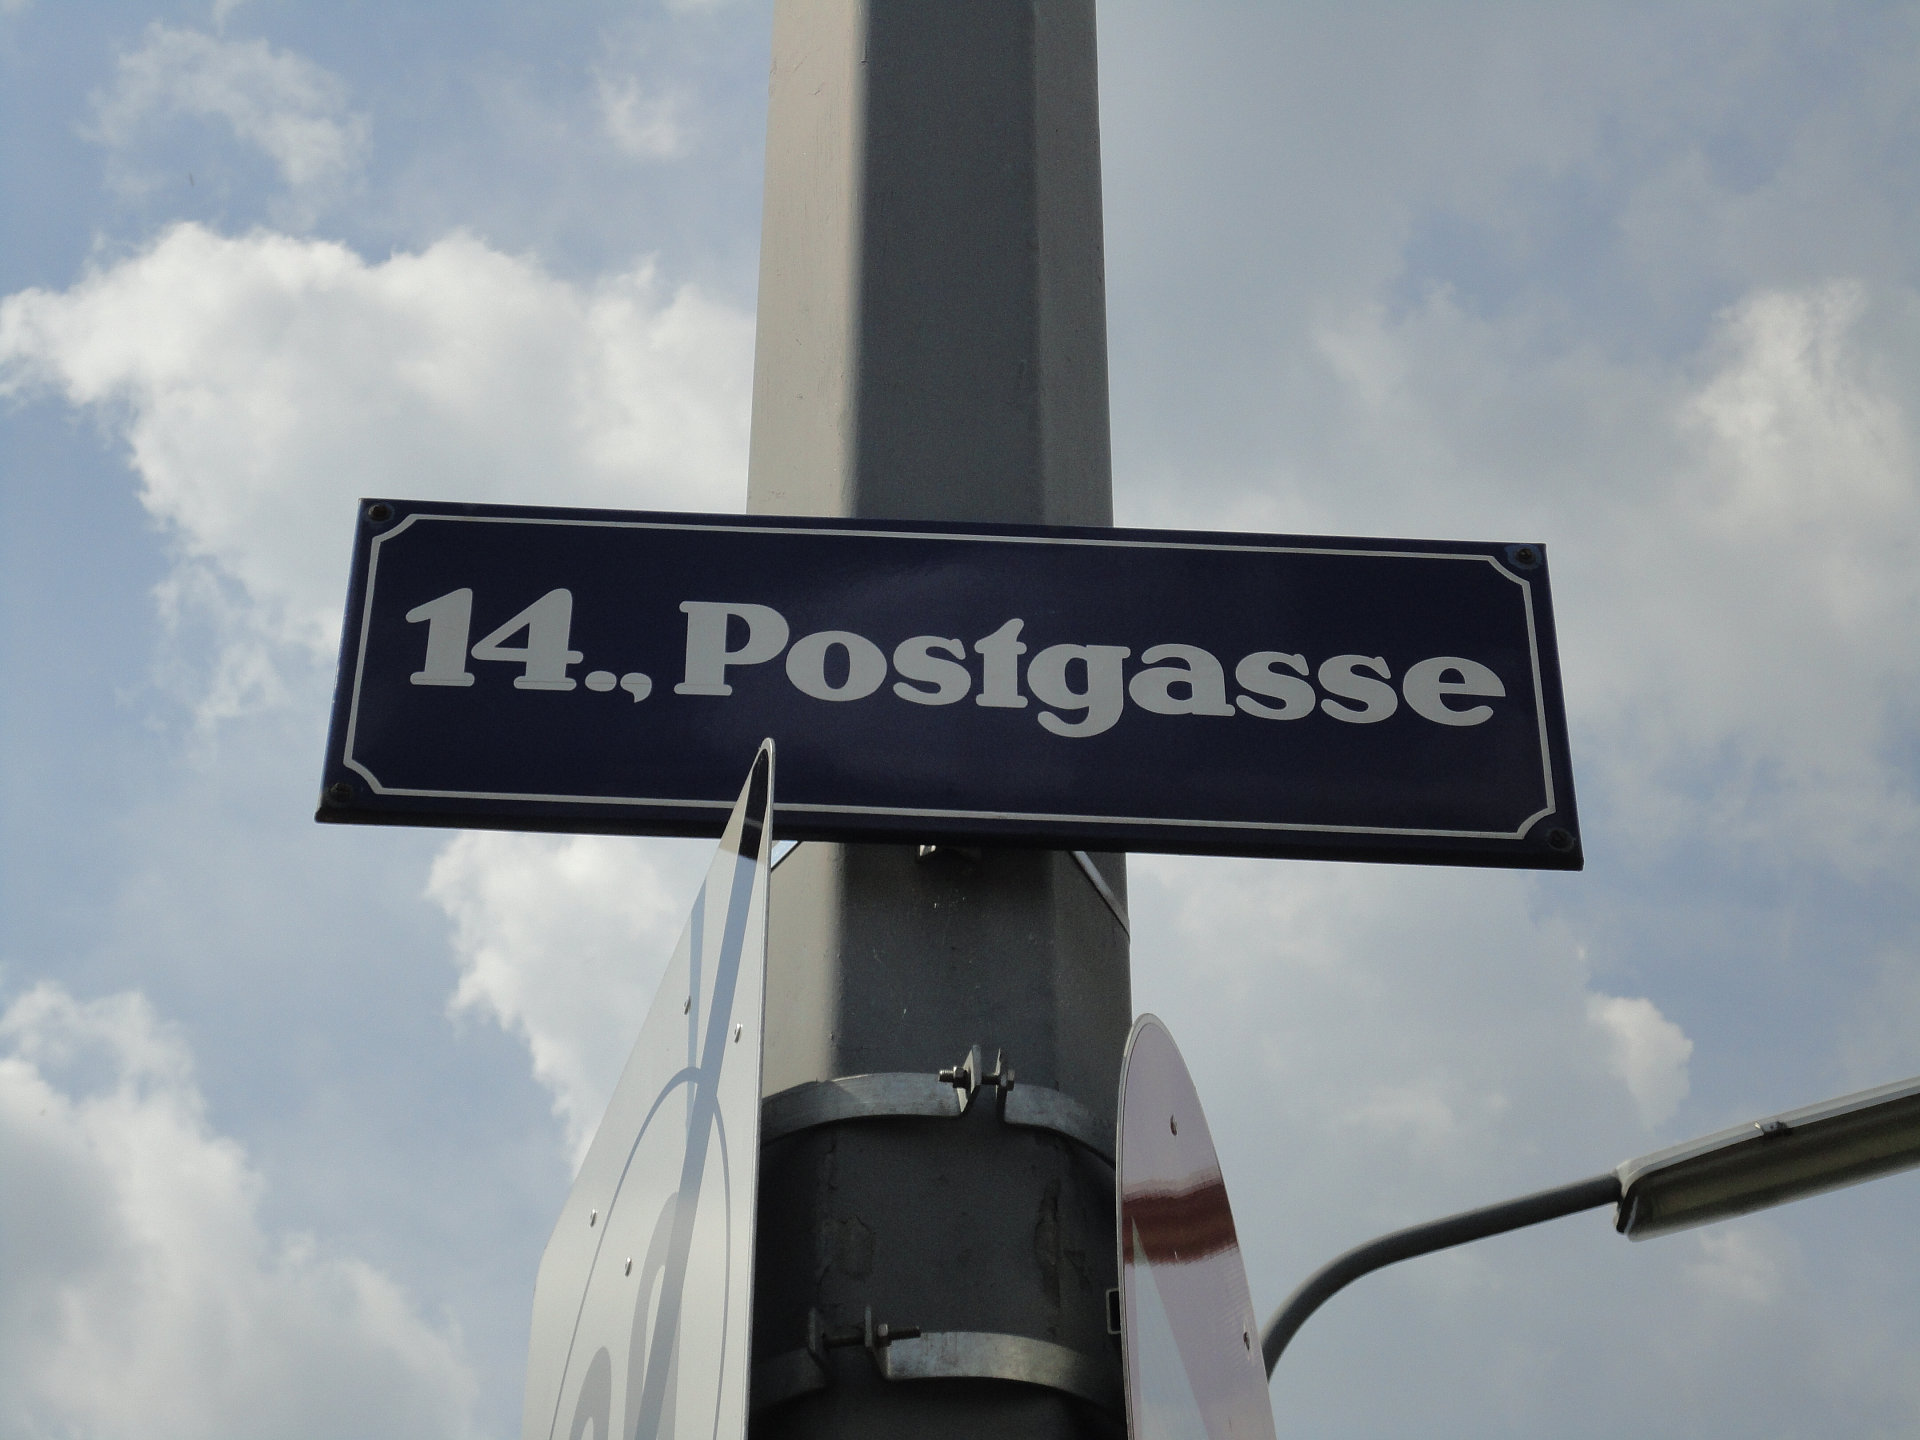 14., Postgasse